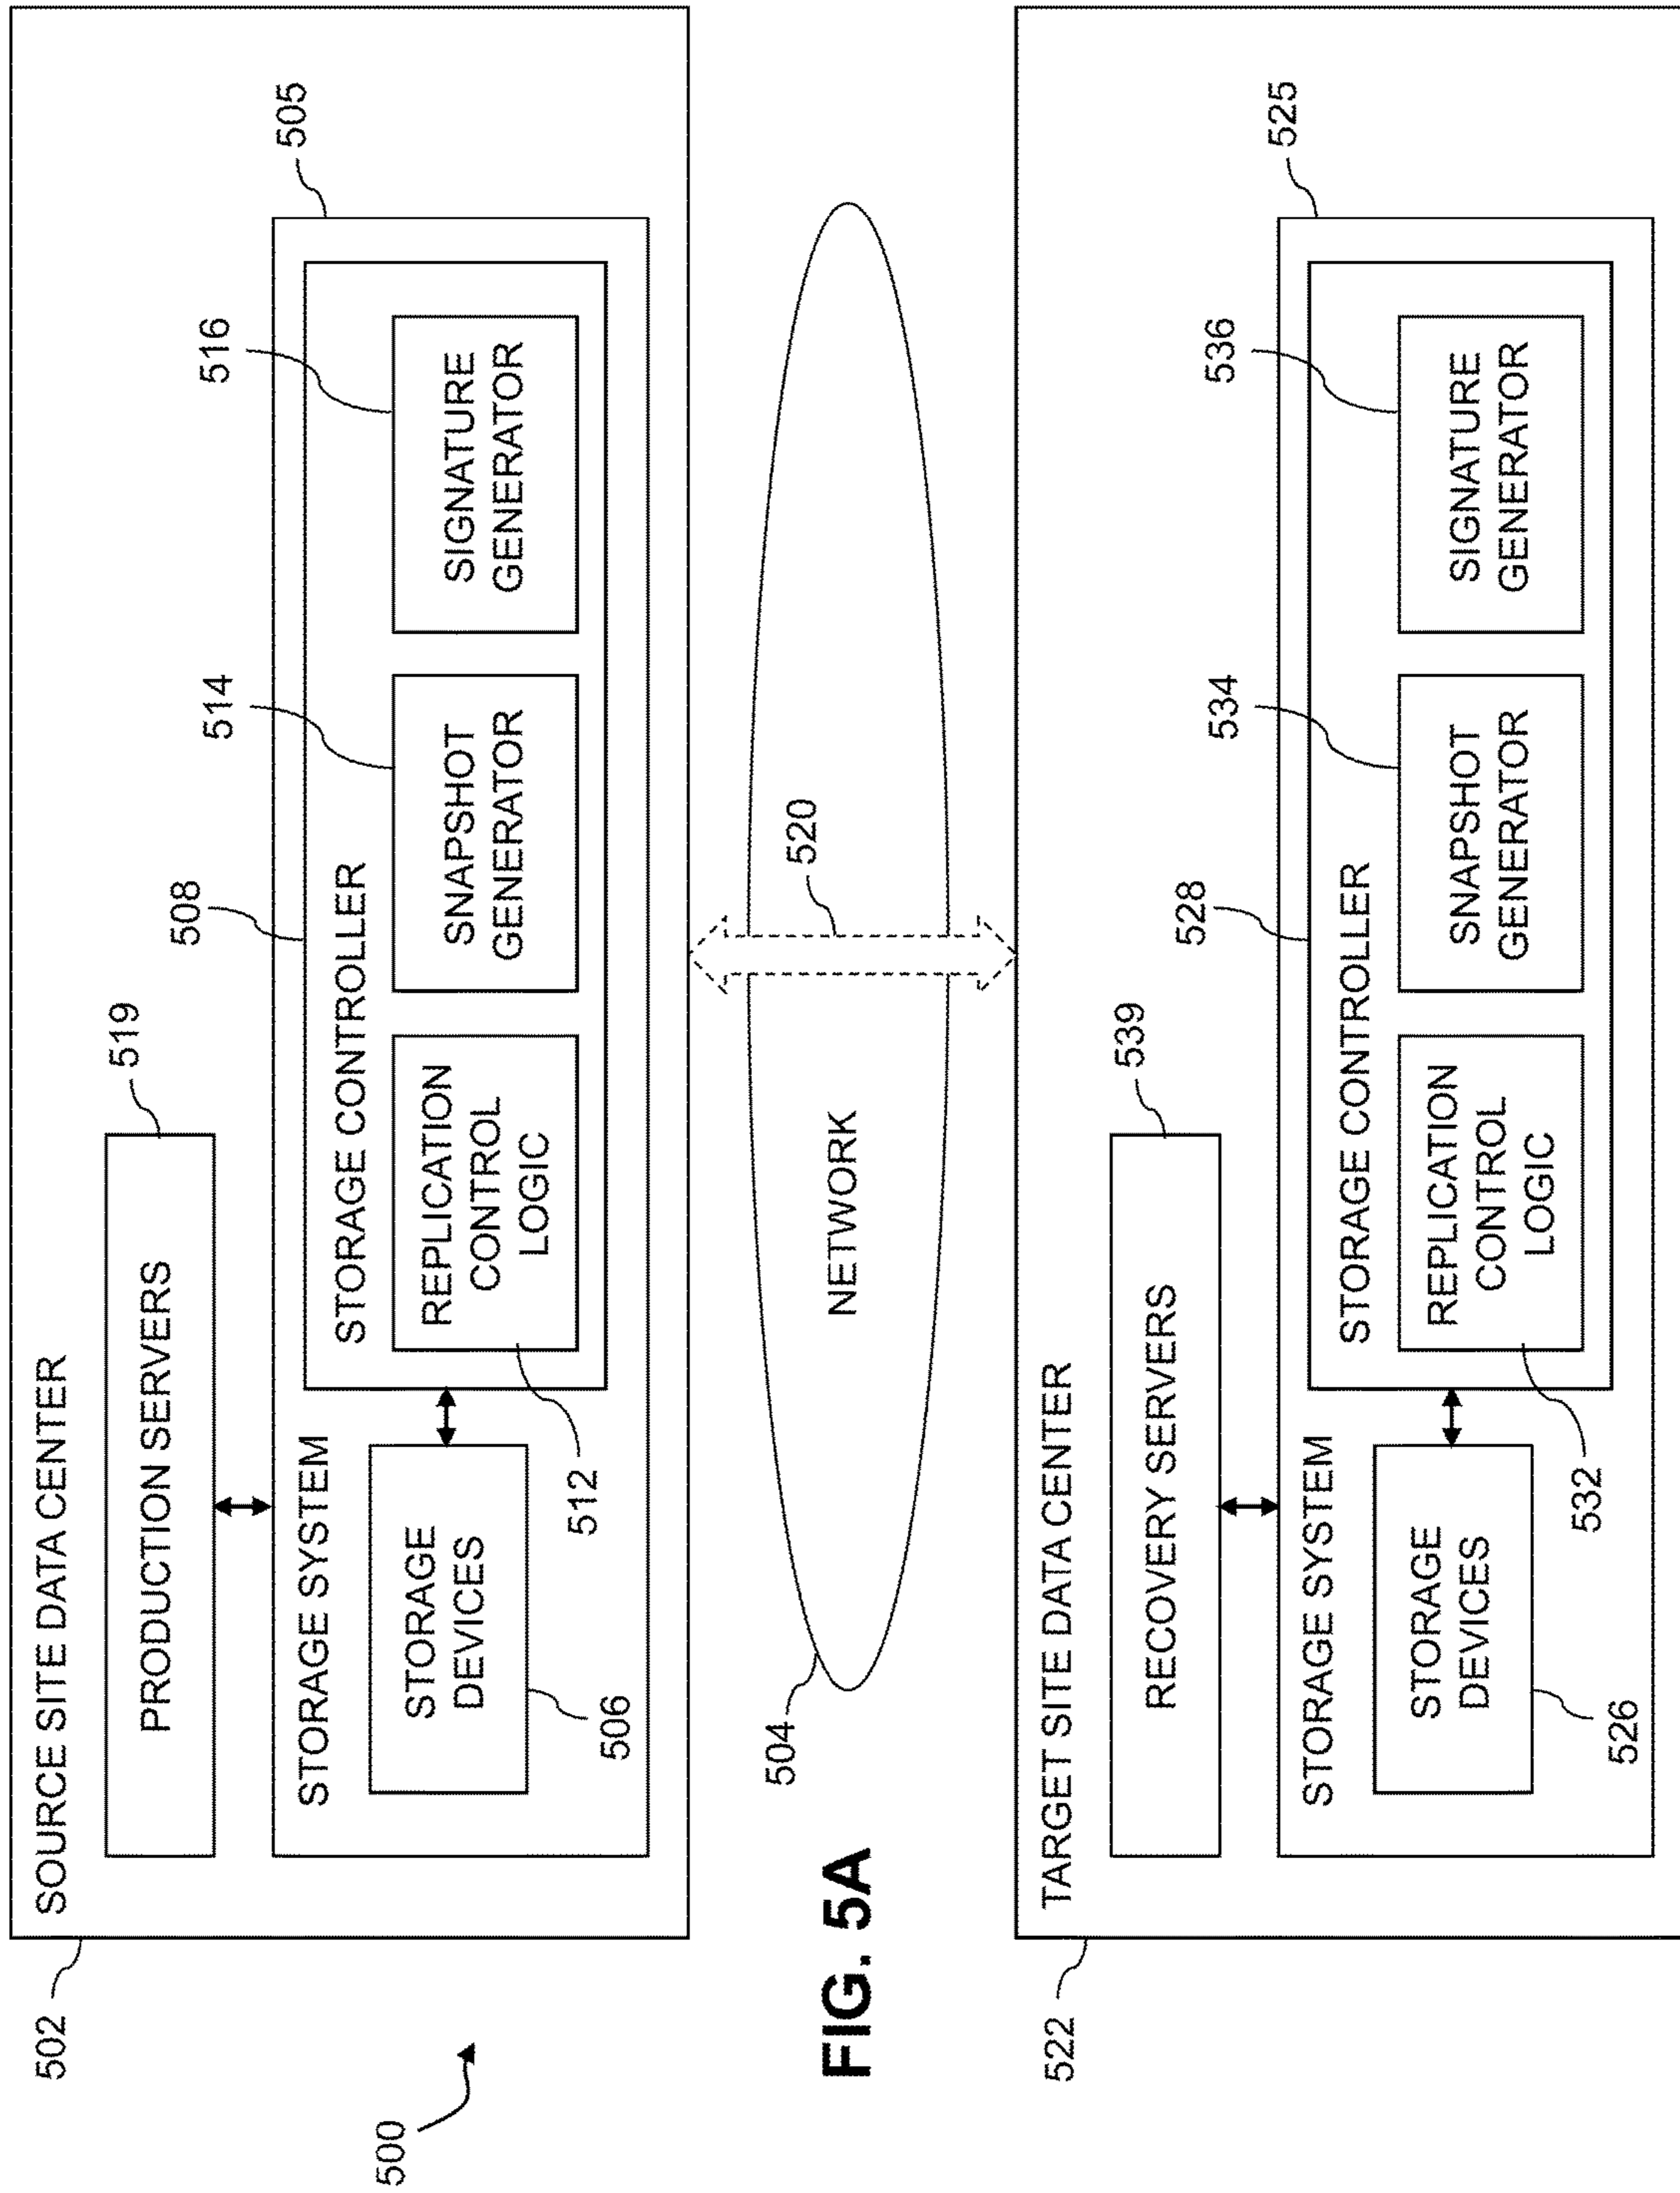 500
502
SOURCE SITE DATA CENTER
PRODUCTION SERVERS
519
STORAGE SYSTEM
505
STORAGE
DEVICES
506
508
STORAGE CONTROLLER
REPLICATION
CONTROL
LOGIC
512
514
SNAPSHOT
GENERATOR
516
SIGNATURE
GENERATOR
504
NETWORK
520
FIG. 5A
522
TARGET SITE DATA CENTER
RECOVERY SERVERS
539
STORAGE SYSTEM
525
STORAGE
DEVICES
526
528
STORAGE CONTROLLER
REPLICATION
CONTROL
LOGIC
532
534
SNAPSHOT
GENERATOR
536
SIGNATURE
GENERATOR